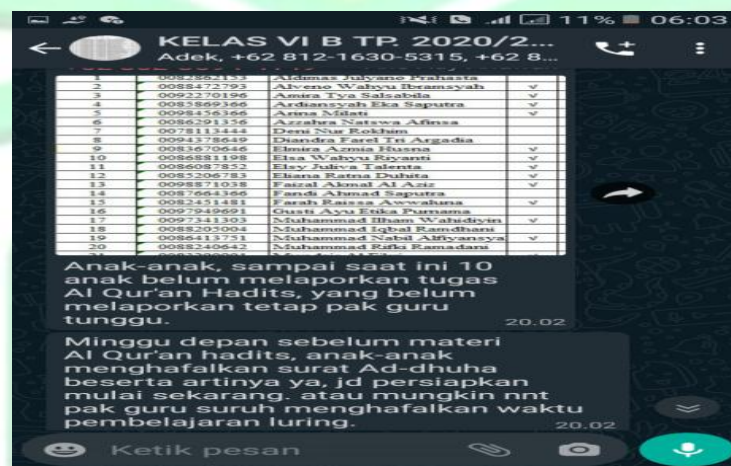 11% 06:03
KELAS VI B TP. 2020/2...
Adek, +62 812-1630-5315, +62 8...
1 0082862153 Aldimas Julyano Prahasta
2 0088472793 Alveno Wahyu Ibramsyah √
3 0092270196 Amira Tya Salsabila √
4 0085869366 Ardiansyah Eka Saputra √
5 0098456366 Arina Milati √
6 0086291356 Azzahra Natswa Afinsa
7 0078113444 Deni Nur Rokhim
8 0094378649 Diandra Farel Tri Argadia
9 0083670646 Elmira Azmia Husna √
10 0086881198 Elsa Wahyu Riyanti √
11 0086087852 Elsy Juliva Talenta √
12 0085206783 Eliana Ratna Duhita √
13 0098871038 Faizal Akmal Al Aziz √
14 0087664366 Fandi Ahmad Saputra
15 0082451481 Farah Raissa Awwaluna √
16 0097949691 Gusti Ayu Etika Purnama
17 0097341303 Muhammad Ilham Wahidiyin √
18 0088205004 Muhammad Iqbal Ramdhani
19 0086413751 Muhammad Nabil Alfiyansya √
20 0088240642 Muhammad Rifki Ramadani
Anak-anak, sampai saat ini 10
anak belum melaporkan tugas
Al Qur'an Hadits, yang belum
melaporkan tetap pak guru
tunggu. 20.02
Minggu depan sebelum materi
Al Qur'an hadits, anak-anak
menghafalkan surat Ad-dhuha
beserta artinya ya, jd persiapkan
mulai sekarang. atau mungkin nnt
pak guru suruh menghafalkan waktu
pembelajaran luring. 20.02
Ketik pesan